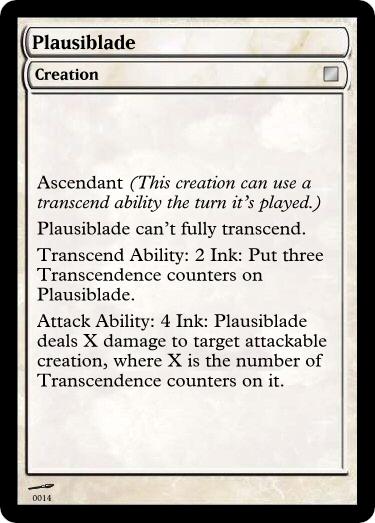 Plausiblade
Creation
Ascendant (This creation can use a
transcend ability the turn it's played.)
Plausiblade can't fully transcend.
Transcend Ability: 2 Ink: Put three
Transcendence counters on
Plausiblade.
Attack Ability: 4 Ink: Plausiblade
deals X damage to target attackable
creation, where X is the number of
Transcendence counters on it.
0014